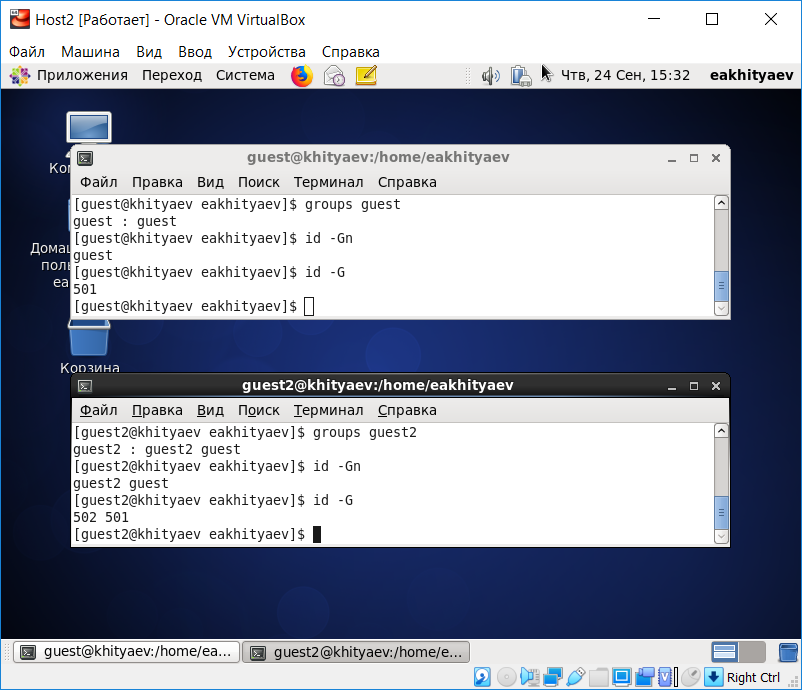 Host2 [Работает] - Oracle VM VirtualBox
Файл Машина Вид Ввод Устройства Справка
Приложения Переход Система Чтв, 24 Сен, 15:32 eakhityaev
guest@khityaev:/home/eakhityaev
Файл Правка Вид Поиск Терминал Справка
[guest@khityaev eakhityaev]$ groups guest
guest : guest
[guest@khityaev eakhityaev]$ id -Gn
guest
[guest@khityaev eakhityaev]$ id -G
501
[guest@khityaev eakhityaev]$
Корзина
guest2@khityaev:/home/eakhityaev
Файл Правка Вид Поиск Терминал Справка
[guest2@khityaev eakhityaev]$ groups guest2
guest2 : guest2 guest
[guest2@khityaev eakhityaev]$ id -Gn
guest2 guest
[guest2@khityaev eakhityaev]$ id -G
502 501
[guest2@khityaev eakhityaev]$
guest@khityaev:/home/ea... guest2@khityaev:/home/e...
Right Ctrl